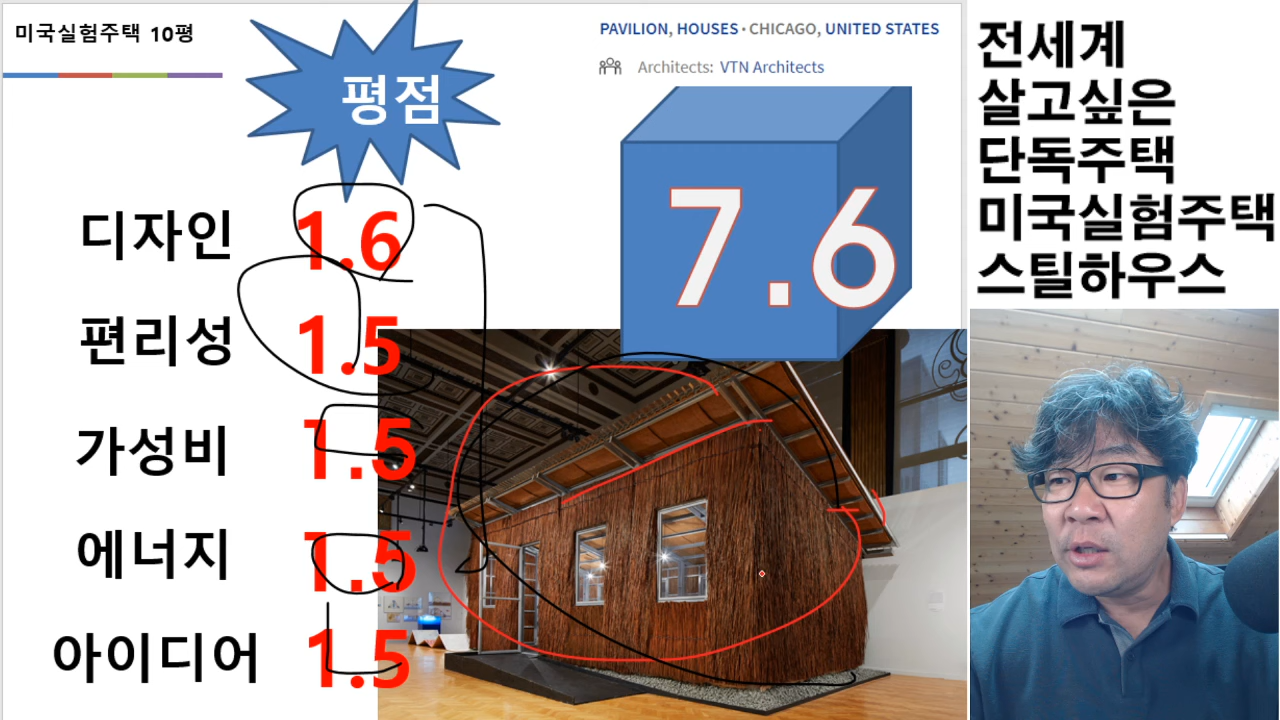 미국실험주택 10평
평점
PAVILION, HOUSES · CHICAGO, UNITED STATES
Architects: VTN Architects
7.6
디자인 1.6
편리성 1.5
가성비 1.5
에너지 1.5
아이디어 1.5
전세계
살고싶은
단독주택
미국실험주택
스틸하우스